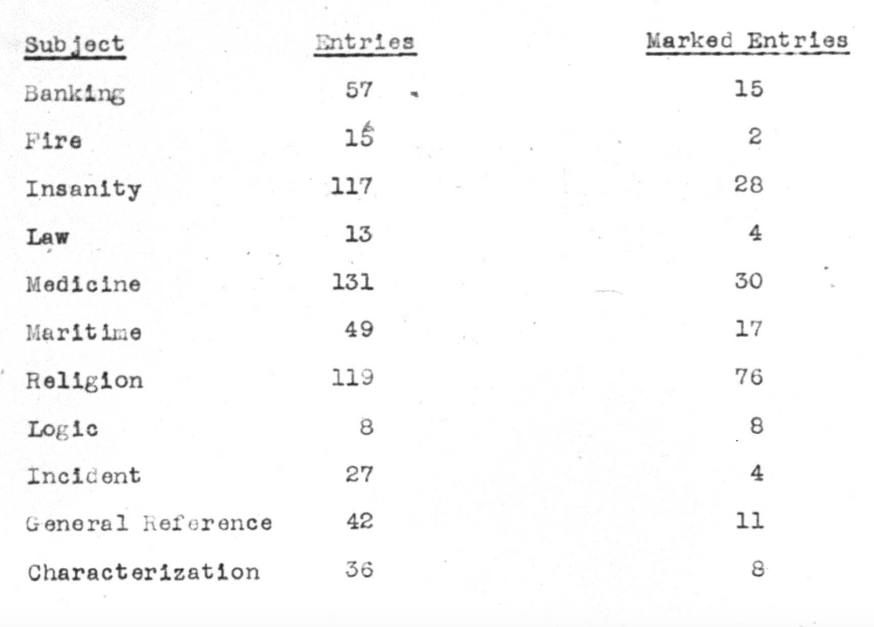 Subject Entries Marked Entries
Banking 57 15
Fire 16 2
Insanity 117 28
Law 13 4
Medicine 131 30
Maritime 49 17
Religion 119 76
Logic 8 8
Incident 27 4
General Reference 42 11
Characterization 36 8